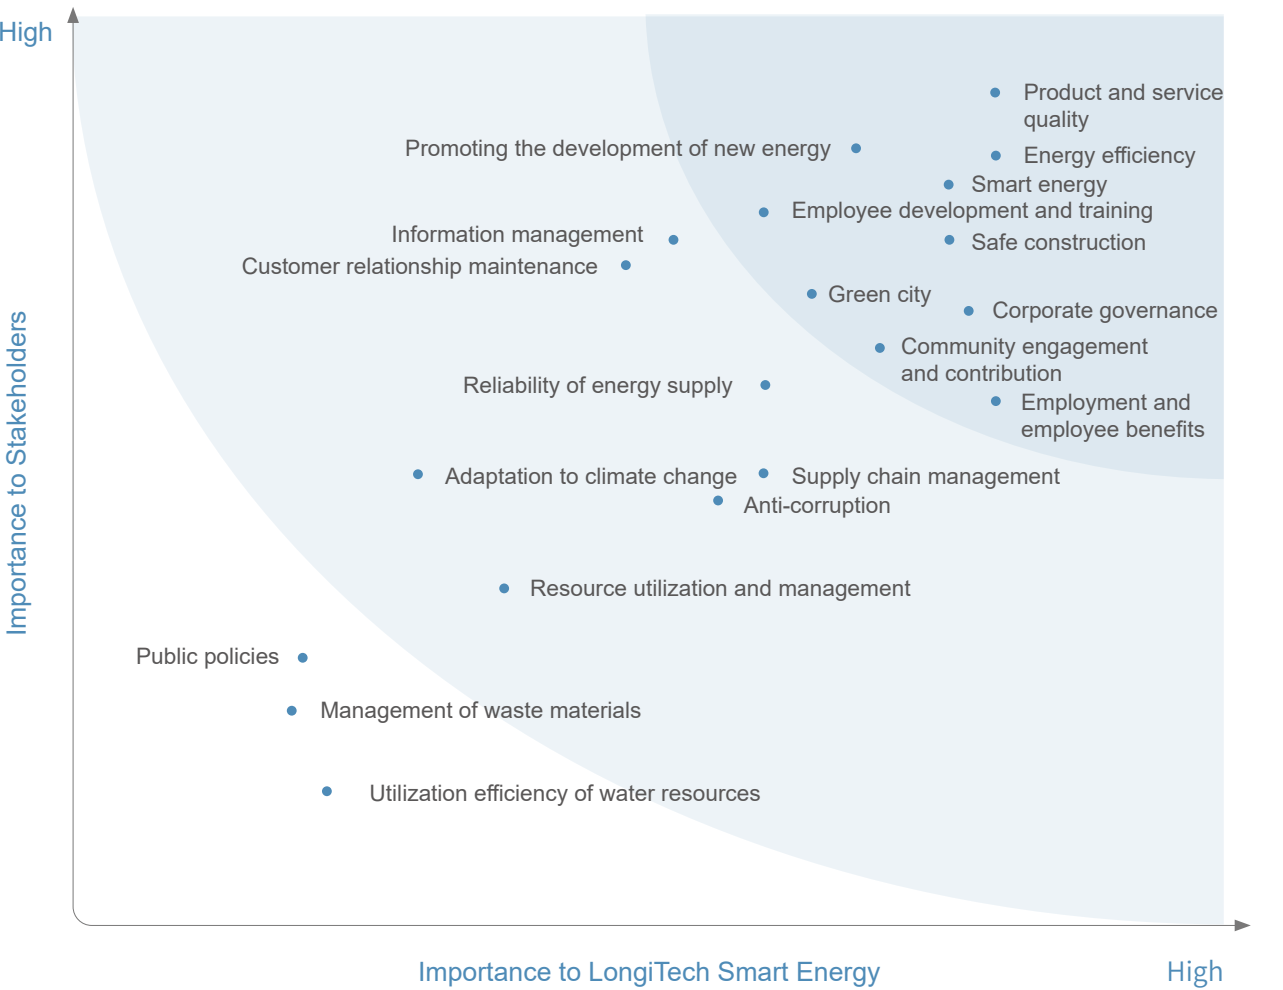 High
Product and service
quality
Promoting the development of new energy
Energy efficiency
Smart energy
Employee development and training
Information management
Safe construction
Customer relationship maintenance
Green city
Corporate governance
Community engagement
and contribution
Reliability of energy supply
Employment and
employee benefits
Adaptation to climate change
Supply chain management
Anti-corruption
Resource utilization and management
Public policies
Management of waste materials
Utilization efficiency of water resources
Importance to Stakeholders
Importance to LongiTech Smart Energy
High